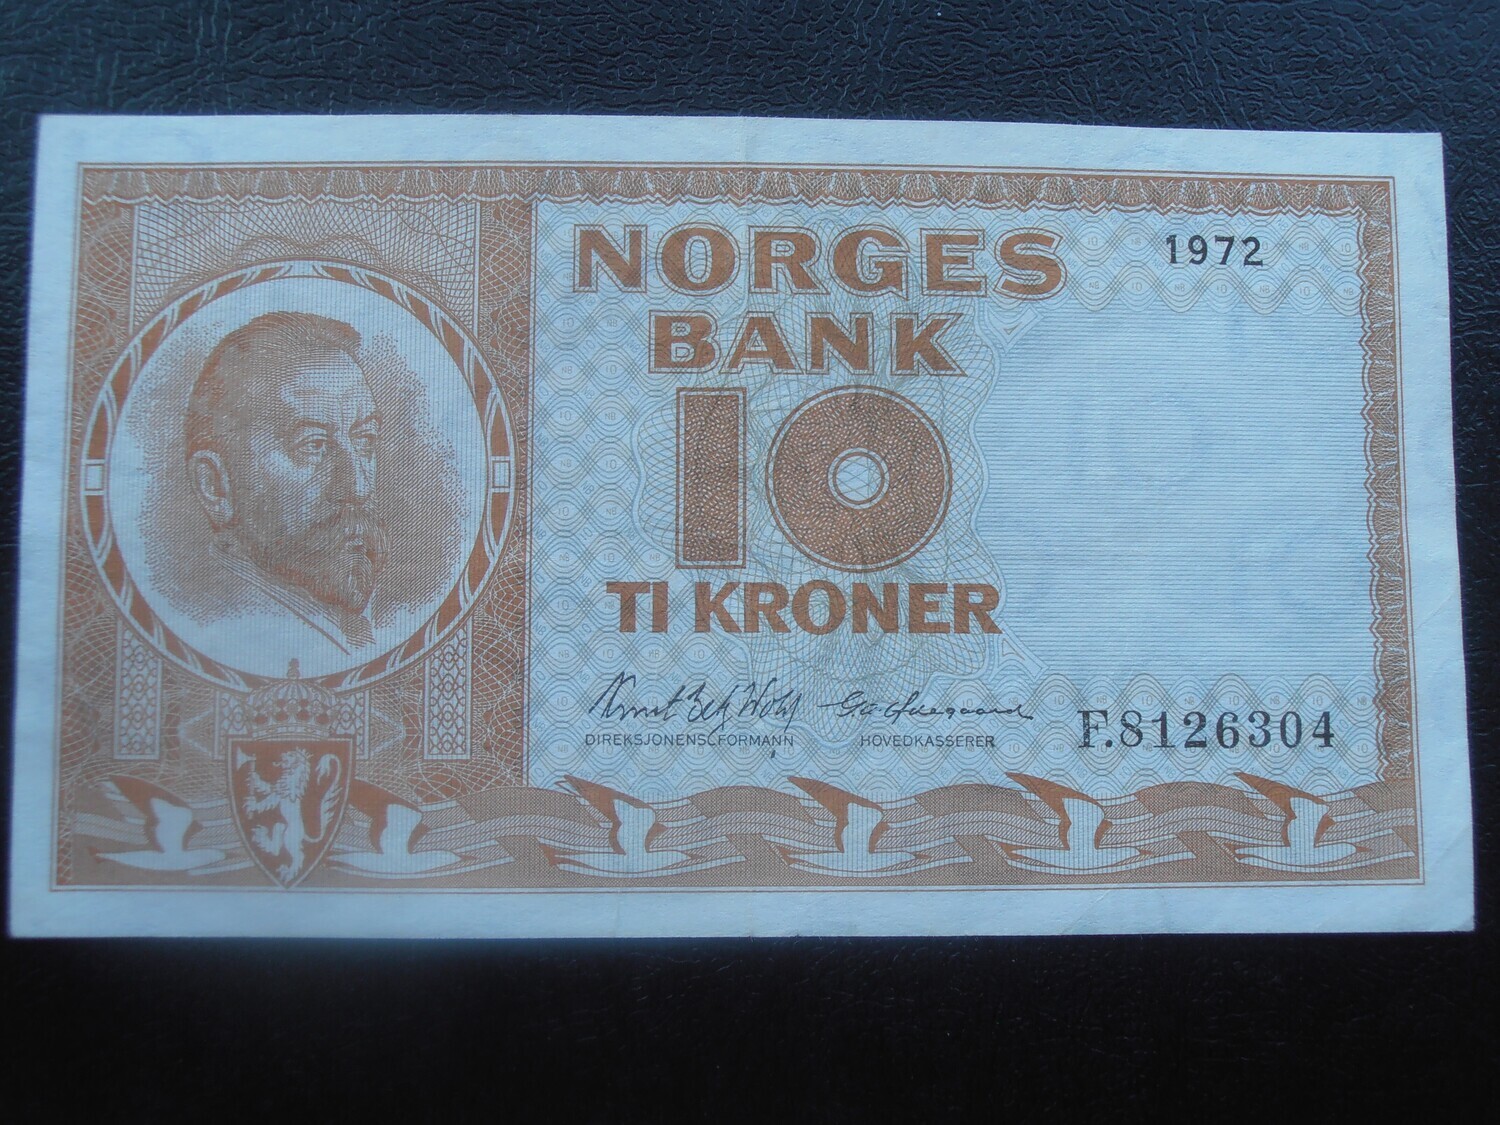 NORGES
1972
BANK
10
TI KRONER
DIREKSJONENS FORMANN
HOVEDKASSERER
F.8126304